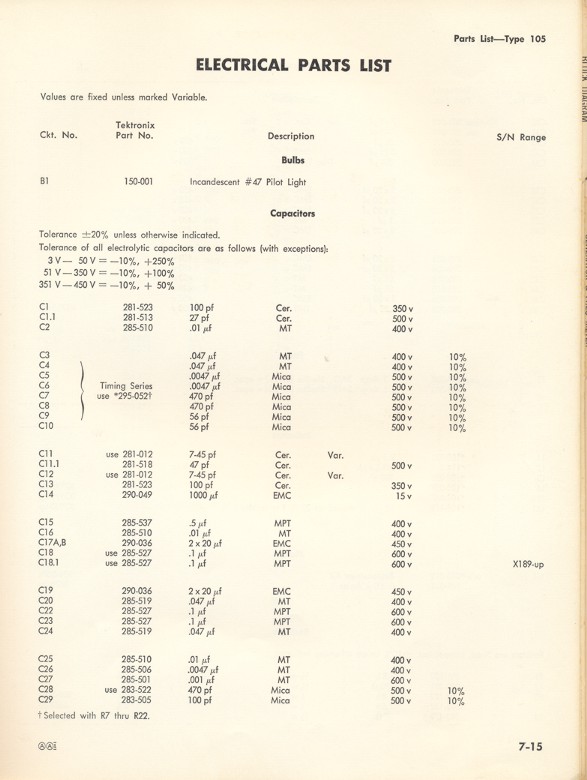 Parts List—Type 105
ELECTRICAL PARTS LIST
Values are fixed unless marked Variable.
Ckt. No. Tektronix Part No. Description S/N Range
Bulbs
B1 150-001 Incandescent #47 Pilot Light
Capacitors
Tolerance ±20% unless otherwise indicated.
Tolerance of all electrolytic capacitors are as follows (with exceptions):
3 V— 50 V = —10%, +250%
51 V—350 V = —10%, +100%
351 V—450 V = —10%, + 50%
C1 281-523 100 pf Cer. 350 v
C1.1 281-513 27 pf Cer. 500 v
C2 285-510 .01 μf MT 400 v
C3 .047 μf MT 400 v 10%
C4 .047 μf MT 400 v 10%
C5 .0047 μf Mica 500 v 10%
C6 Timing Series .0047 μf Mica 500 v 10%
C7 use *295-052† 470 pf Mica 500 v 10%
C8 470 pf Mica 500 v 10%
C9 56 pf Mica 500 v 10%
C10 56 pf Mica 500 v 10%
C11 use 281-012 7-45 pf Cer. Var.
C11.1 281-518 47 pf Cer. 500 v
C12 use 281-012 7-45 pf Cer. Var.
C13 281-523 100 pf Cer. 350 v
C14 290-049 1000 μf EMC 15 v
C15 285-537 .5 μf MPT 400 v
C16 285-510 .01 μf MT 400 v
C17A,B 290-036 2 x 20 μf EMC 450 v
C18 use 285-527 .1 μf MPT 600 v
C18.1 use 285-527 .1 μf MPT 600 v X189-up
C19 290-036 2 x 20 μf EMC 450 v
C20 285-519 .047 μf MT 400 v
C22 285-527 .1 μf MPT 600 v
C23 285-527 .1 μf MPT 600 v
C24 285-519 .047 μf MT 400 v
C25 285-510 .01 μf MT 400 v
C26 285-506 .0047 μf MT 400 v
C27 285-501 .001 μf MT 600 v
C28 use 283-522 470 pf Mica 500 v 10%
C29 283-505 100 pf Mica 500 v 10%
† Selected with R7 thru R22.
7-15